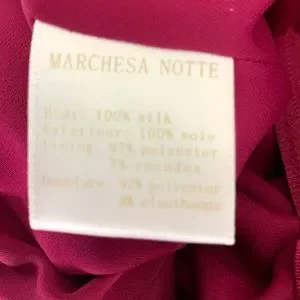 MARCHESA NOTTE
Body: 100% silk
Exterieur: 100% soie
Lining: 97% polyester
3% spandex
Doublure: 97% polyester
3% elasthanne